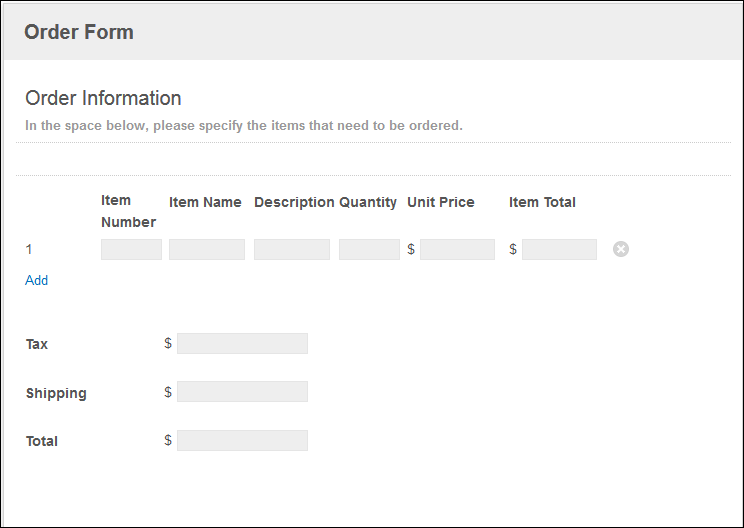 Order Form
Order Information
In the space below, please specify the items that need to be ordered.
Item Number Item Name Description Quantity Unit Price Item Total
1 $ $
Add
Tax $
Shipping $
Total $